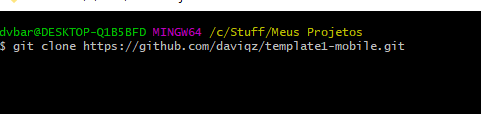 dvbar@DESKTOP-Q1B5BFD MINGW64 /c/Stuff/Meus Projetos
$ git clone https://github.com/daviqz/template1-mobile.git